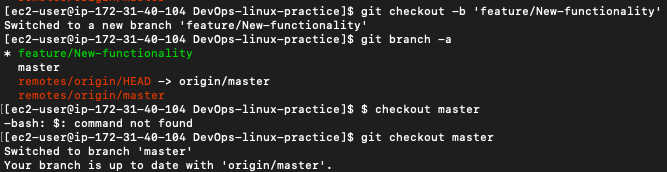 [[ec2-user@ip-172-31-40-104 DevOps-linux-practice]$ git checkout -b 'feature/New-functionality'
Switched to a new branch 'feature/New-functionality'
[[ec2-user@ip-172-31-40-104 DevOps-linux-practice]$ git branch -a
* feature/New-functionality
master
remotes/origin/HEAD -> origin/master
remotes/origin/master
[[ec2-user@ip-172-31-40-104 DevOps-linux-practice]$ $ checkout master
-bash: $: command not found
[[ec2-user@ip-172-31-40-104 DevOps-linux-practice]$ git checkout master
Switched to branch 'master'
Your branch is up to date with 'origin/master'.